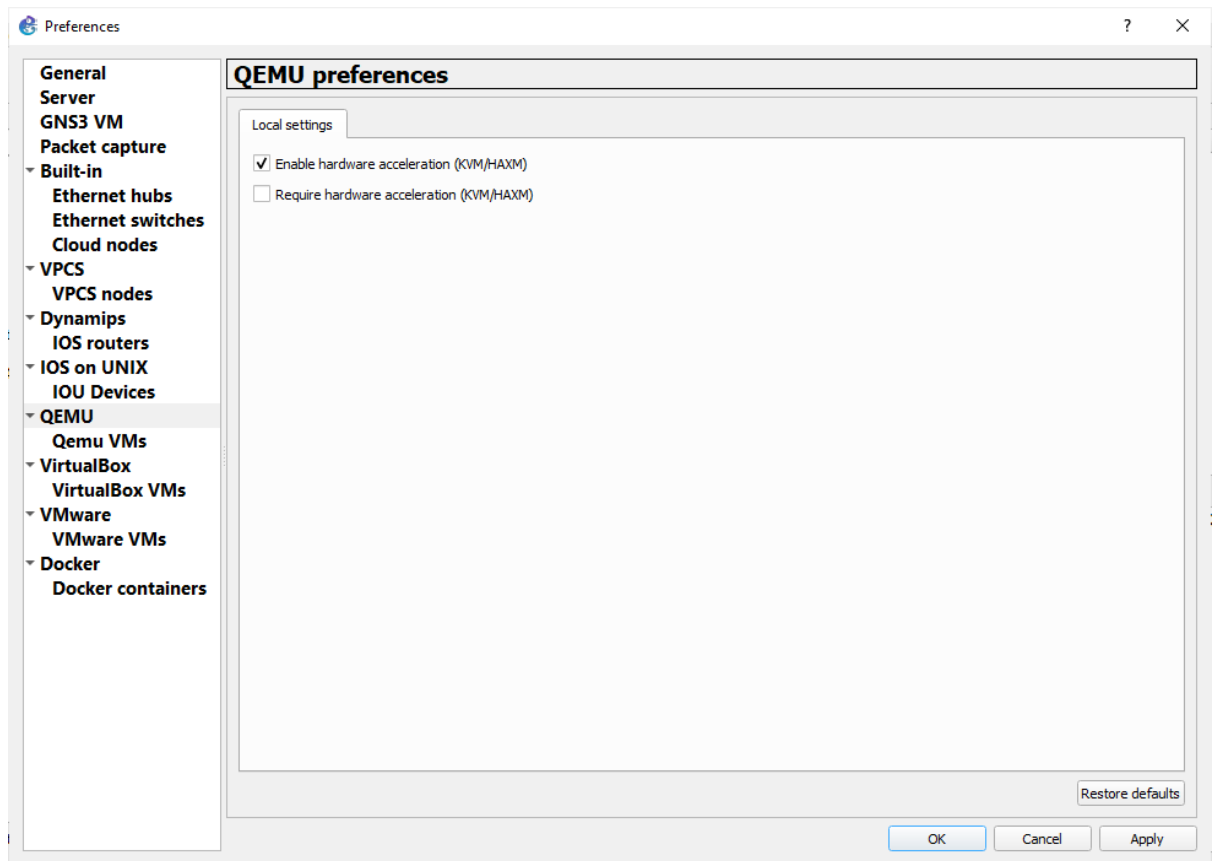 Preferences
General
Server
GNS3 VM
Packet capture
Built-in
Ethernet hubs
Ethernet switches
Cloud nodes
VPCS
VPCS nodes
Dynamips
IOS routers
IOS on UNIX
IOU Devices
QEMU
Qemu VMs
VirtualBox
VirtualBox VMs
VMware
VMware VMs
Docker
Docker containers
QEMU preferences
Local settings
Enable hardware acceleration (KVM/HAXM)
Require hardware acceleration (KVM/HAXM)
Restore defaults
OK Cancel Apply